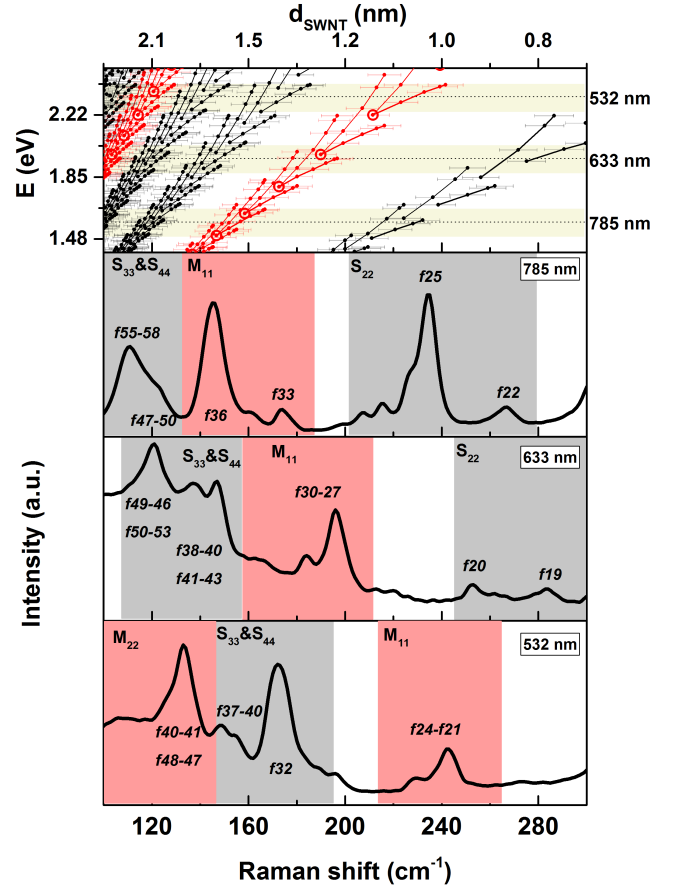 d_SWNT (nm)
2.1 1.5 1.2 1.0 0.8
E (eV)
2.22
1.85
1.48
532 nm
633 nm
785 nm
S33&S44
M11
S22
785 nm
f55-58
f47-50
f36
f33
f25
f22
Intensity (a.u.)
S33&S44
M11
S22
633 nm
f49-46
f50-53
f38-40
f41-43
f30-27
f20
f19
M22
S33&S44
M11
532 nm
f40-41
f48-47
f37-40
f32
f24-f21
120 160 200 240 280
Raman shift (cm⁻¹)